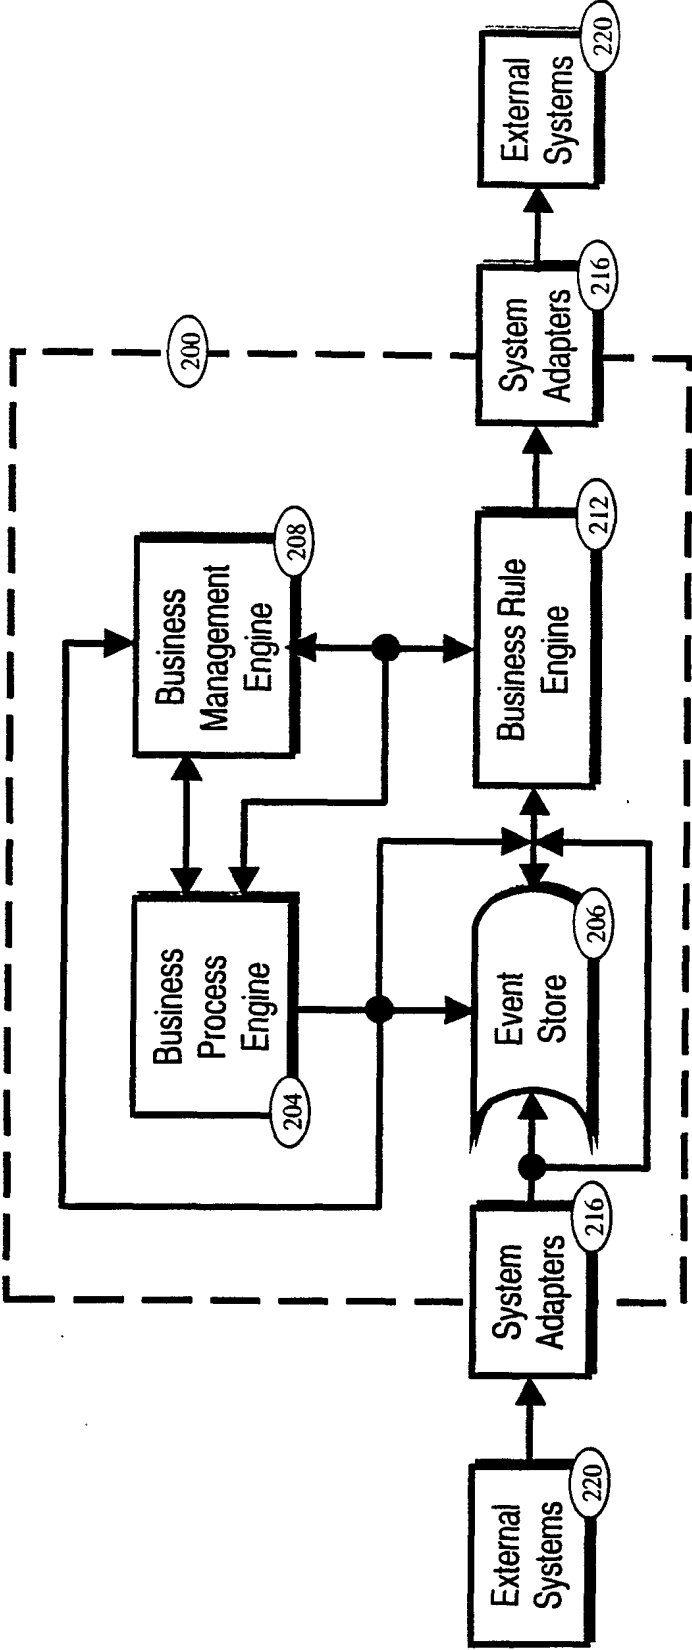 200
Business
Process
Engine
204
Business
Management
Engine
208
External
Systems
220
System
Adapters
216
Event
Store
206
Business Rule
Engine
212
System
Adapters
216
External
Systems
220